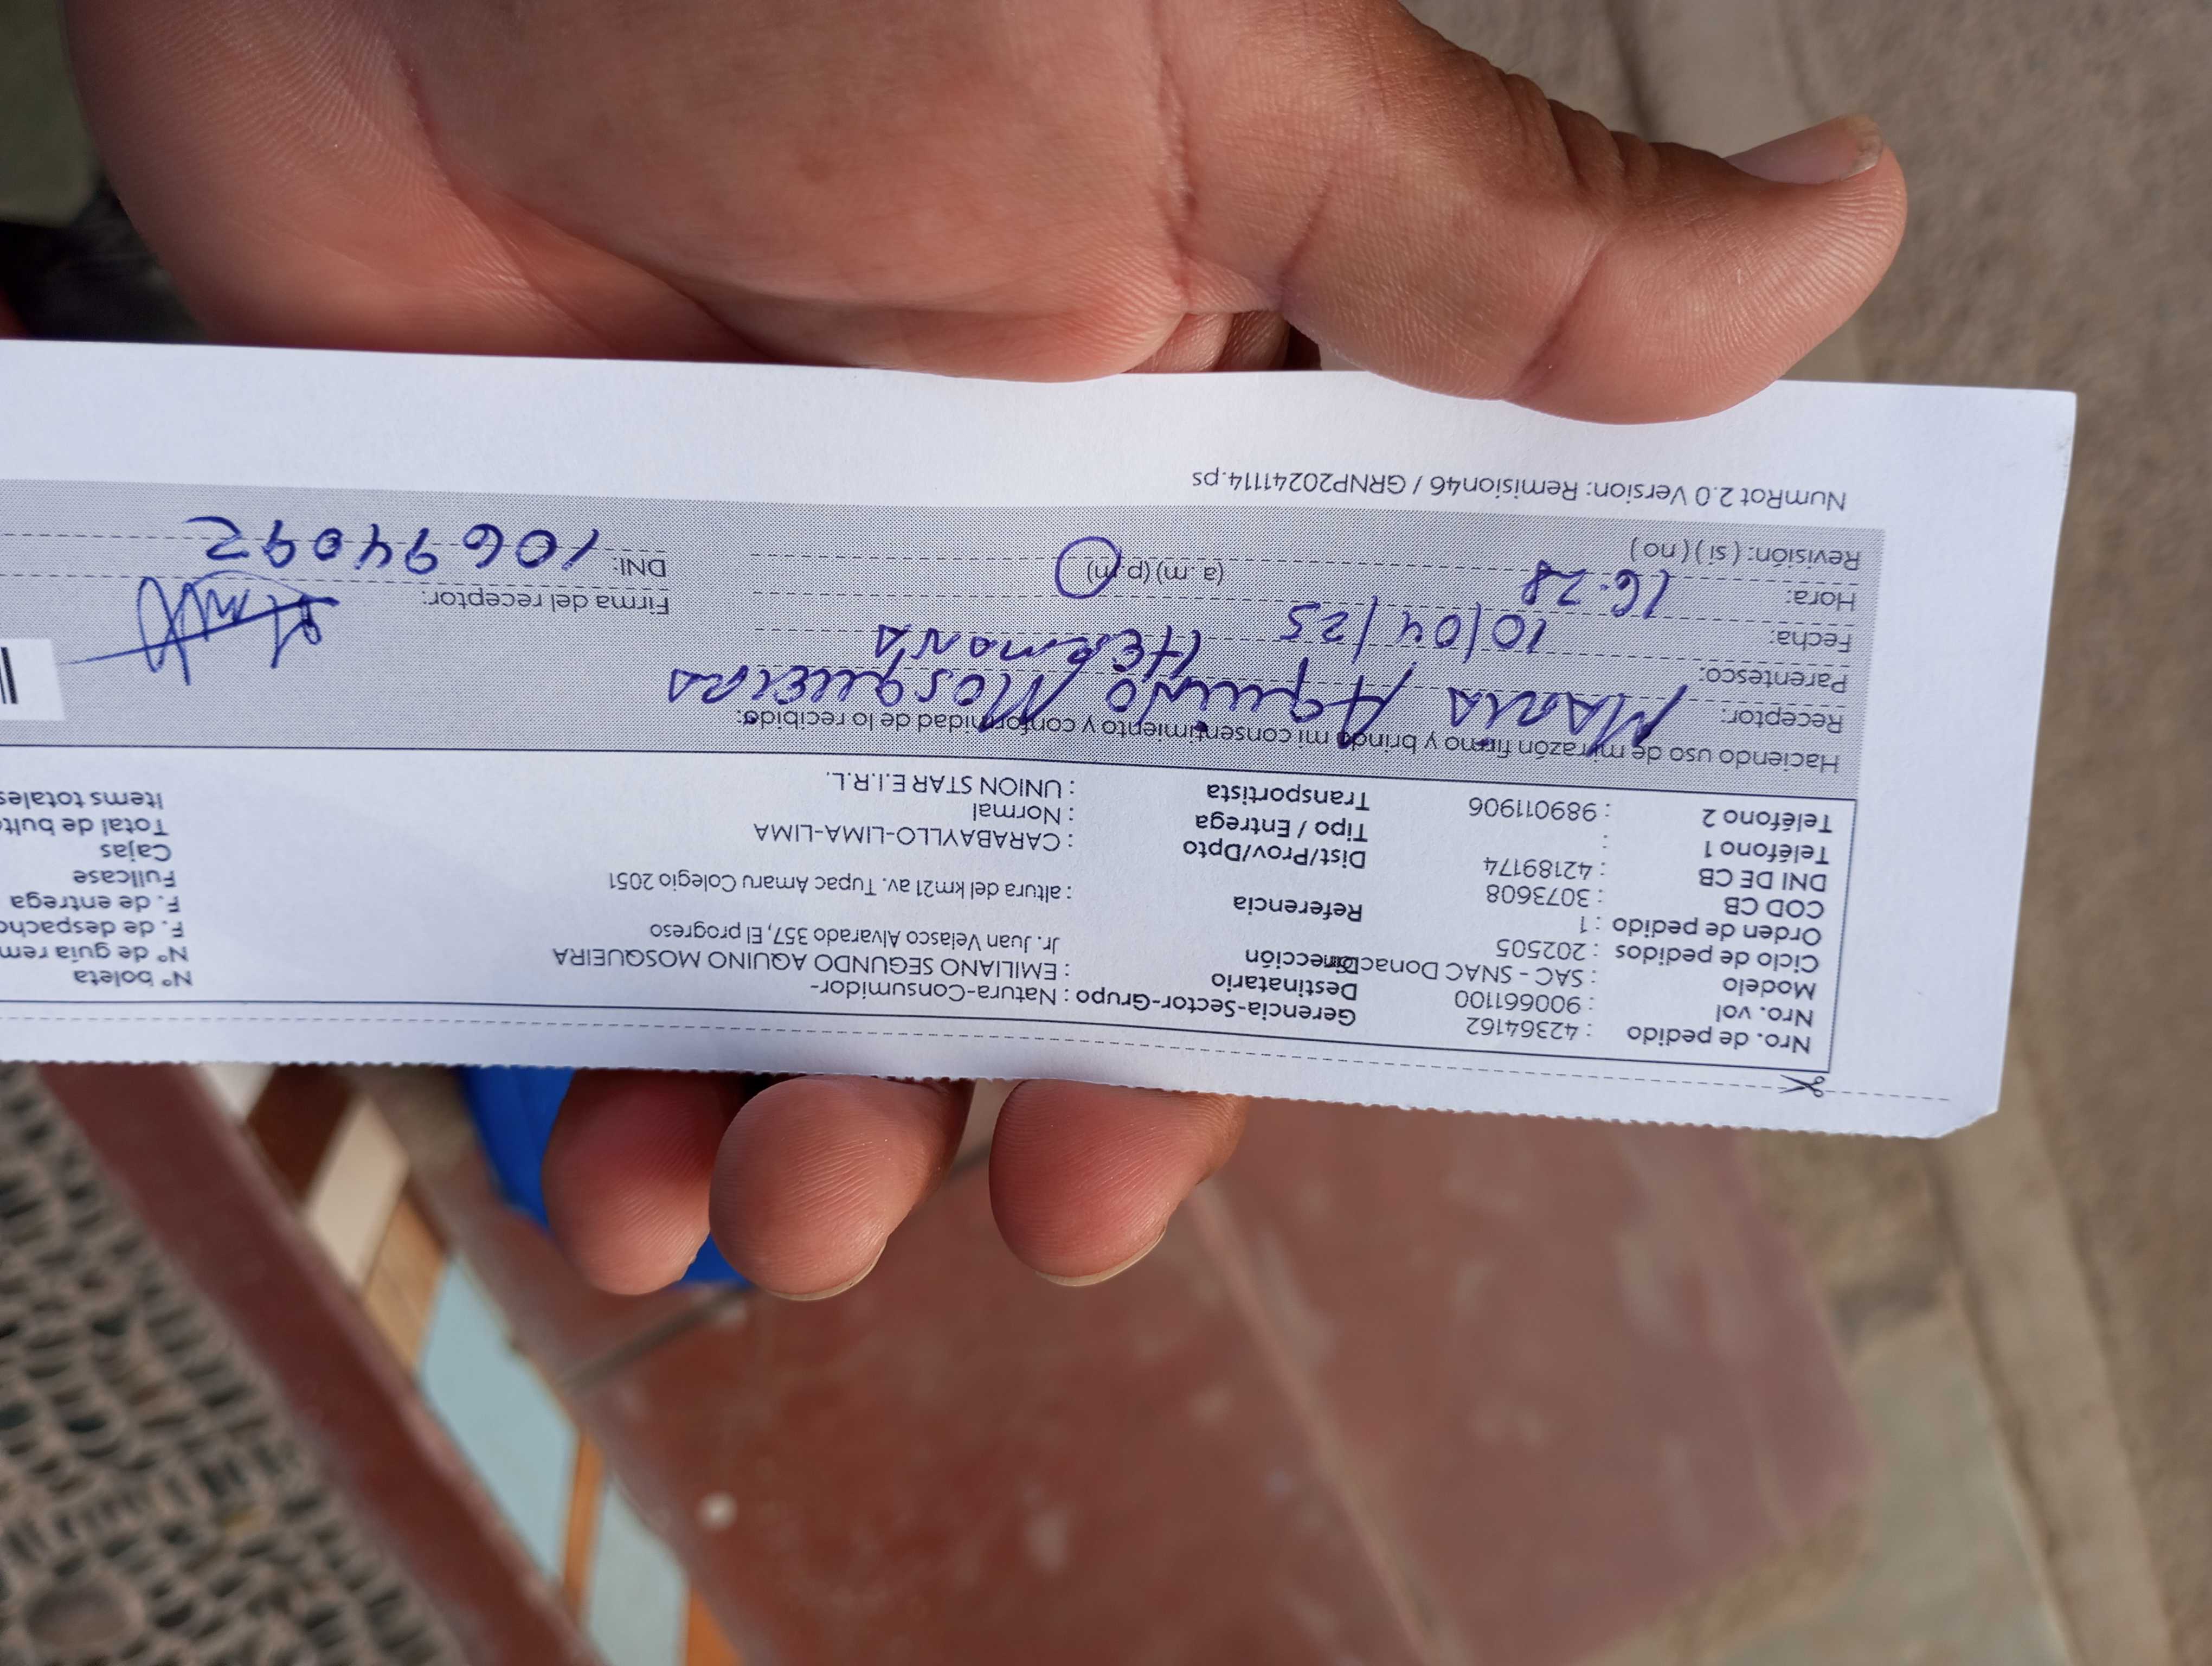 Nro. de pedido : 42364162 Gerencia-Sector-Grupo : Natura-Consumidor- N° boleta
Nro. vol : 900661100 Destinatario : EMILIANO SEGUNDO AQUINO MOSQUEIRA N° de guía rem
Modelo : SAC - SNAC Donac Dirección Jr. Juan Velasco Alvarado 357, El progreso F. de despacho
Ciclo de pedidos : 202505 F. de entrega
Orden de pedido : 1 Referencia : altura del km21 av. Tupac Amaru Colegio 2051 Fullcase
COD CB : 3073608 Cajas
DNI DE CB : 42189174 Dist/Prov/Dpto : CARABAYLLO-LIMA-LIMA Total de bulto
Teléfono 1 : Tipo / Entrega : Normal Items totales
Teléfono 2 : 989011906 Transportista : UNION STAR E.I.R.L.
Haciendo uso de mi razón firmo y brindo mi consentimiento y conformidad de lo recibido:
Receptor: MARIA Aquino Mosqueira
Parentesco: HERMANA
Fecha: 10/04/25 Firma del receptor:
Hora: 16:28 (a.m) (p.m) DNI: 10694092
Revisión: ( si ) ( no )
NumRot 2.0 Version: Remision46 / GRNP20241114.ps